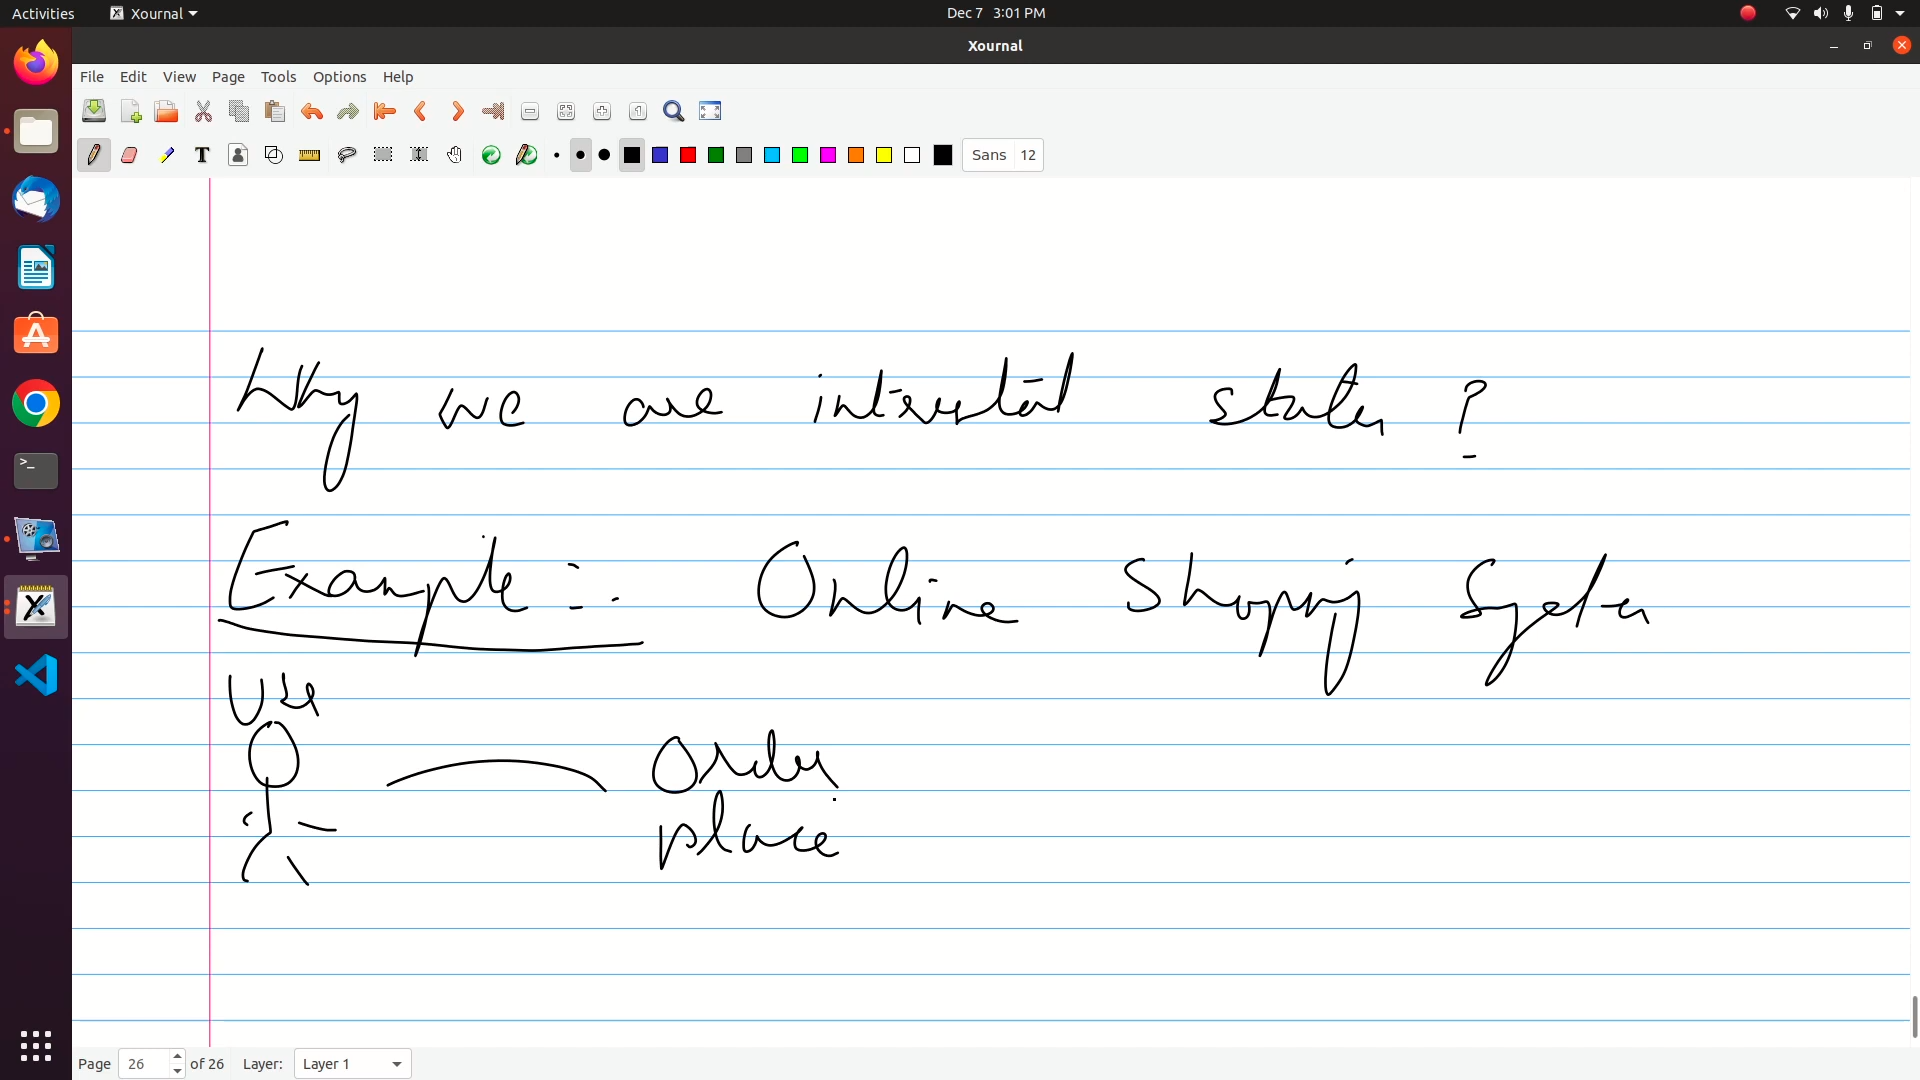 Activities Xournal Dec 7 3:01 PM
Xournal
File Edit View Page Tools Options Help
Sans 12
Why we are interested states ?
Example :- Online Shopping System
User
Order
place
Page 26 of 26 Layer: Layer 1